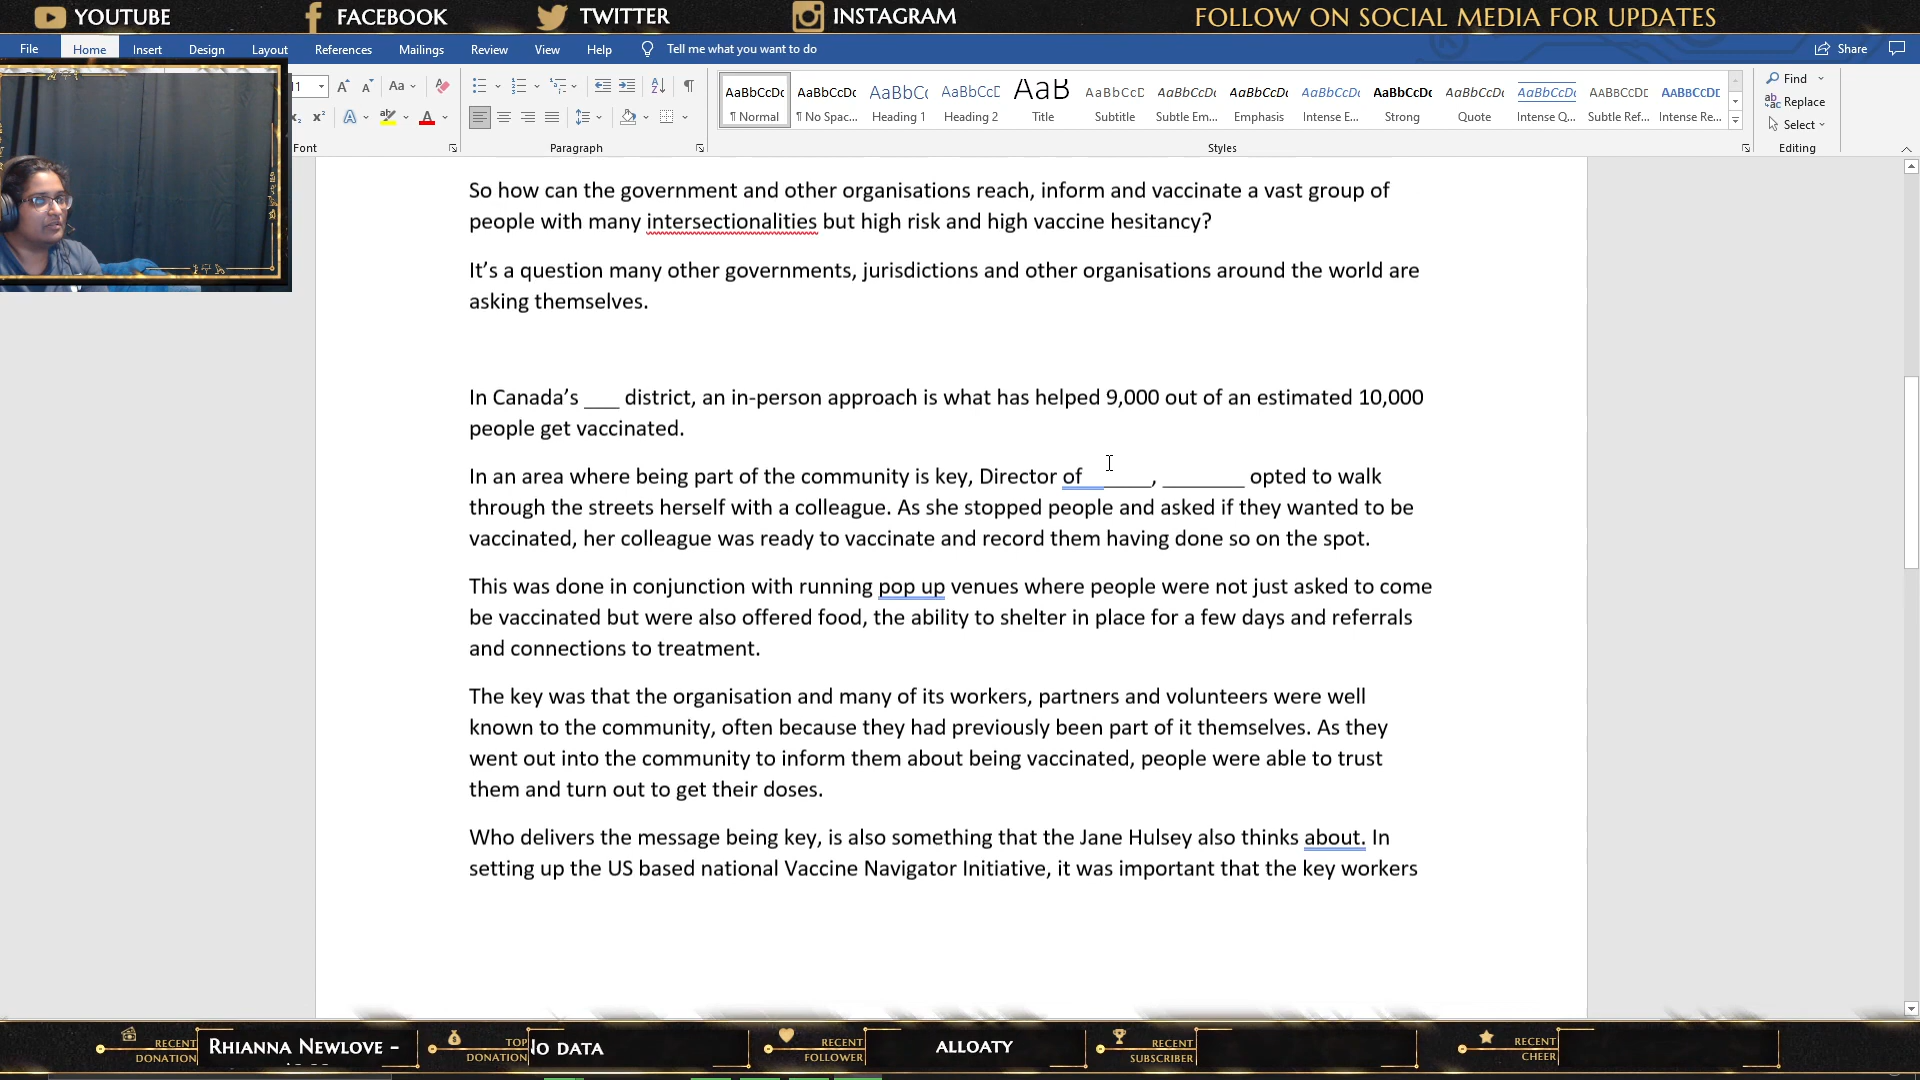 YOUTUBE FACEBOOK TWITTER INSTAGRAM FOLLOW ON SOCIAL MEDIA FOR UPDATES
File Home Insert Design Layout References Mailings Review View Help Tell me what you want to do Share
Aa Find
AaBbCcDc AaBbCcDc AaBbC( AaBbCcE AaB AaBbCcD AaBbCcDc AaBbCcDc AaBbCcDc AaBbCcDc AaBbCcDc AaBbCcDc AaBbCcDc AaBbCcDc
Replace
¶ Normal ¶ No Spac... Heading 1 Heading 2 Title Subtitle Subtle Em... Emphasis Intense E... Strong Quote Intense Q... Subtle Ref... Intense Re...
Select
Font Paragraph Styles Editing
So how can the government and other organisations reach, inform and vaccinate a vast group of
people with many intersectionalities but high risk and high vaccine hesitancy?
It’s a question many other governments, jurisdictions and other organisations around the world are
asking themselves.
In Canada’s ___ district, an in-person approach is what has helped 9,000 out of an estimated 10,000
people get vaccinated.
In an area where being part of the community is key, Director of _____, _______ opted to walk
through the streets herself with a colleague. As she stopped people and asked if they wanted to be
vaccinated, her colleague was ready to vaccinate and record them having done so on the spot.
This was done in conjunction with running pop up venues where people were not just asked to come
be vaccinated but were also offered food, the ability to shelter in place for a few days and referrals
and connections to treatment.
The key was that the organisation and many of its workers, partners and volunteers were well
known to the community, often because they had previously been part of it themselves. As they
went out into the community to inform them about being vaccinated, people were able to trust
them and turn out to get their doses.
Who delivers the message being key, is also something that the Jane Hulsey also thinks about. In
setting up the US based national Vaccine Navigator Initiative, it was important that the key workers
RECENT DONATION RHIANNA NEWLOVE -
TOP DONATION NO DATA
RECENT FOLLOWER ALLOATY
RECENT SUBSCRIBER
RECENT CHEER